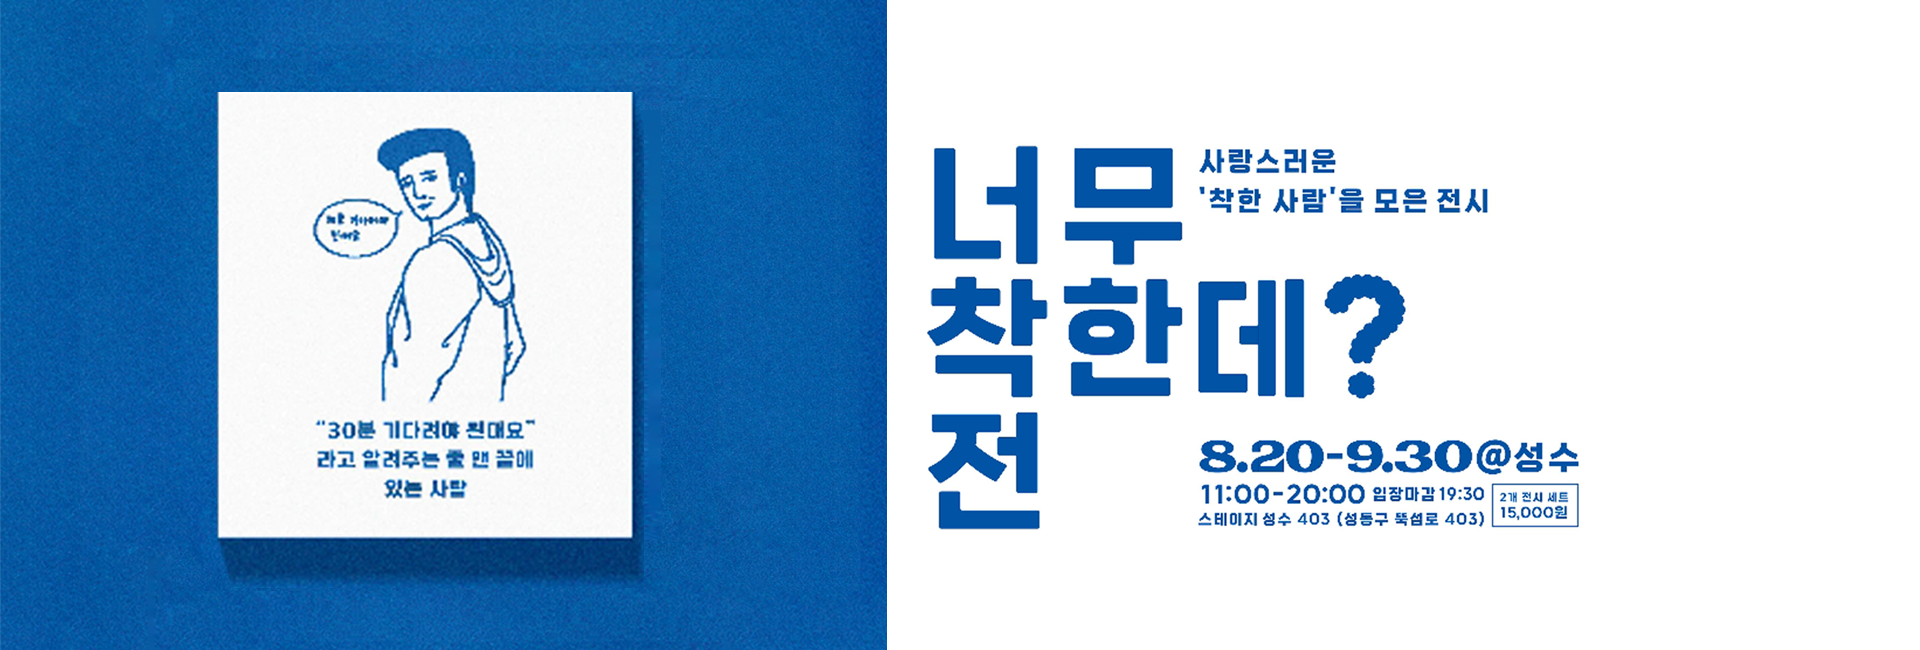 “30분 기다려야 된대요”
라고 알려주는 줄 맨 끝에
있는 사람
너무
착한데?
전
사랑스러운
'착한 사람'을 모은 전시
8.20-9.30@성수
11:00-20:00 입장마감 19:30
스테이지 성수 403 (성동구 뚝섬로 403)
2개 전시 세트
15,000원